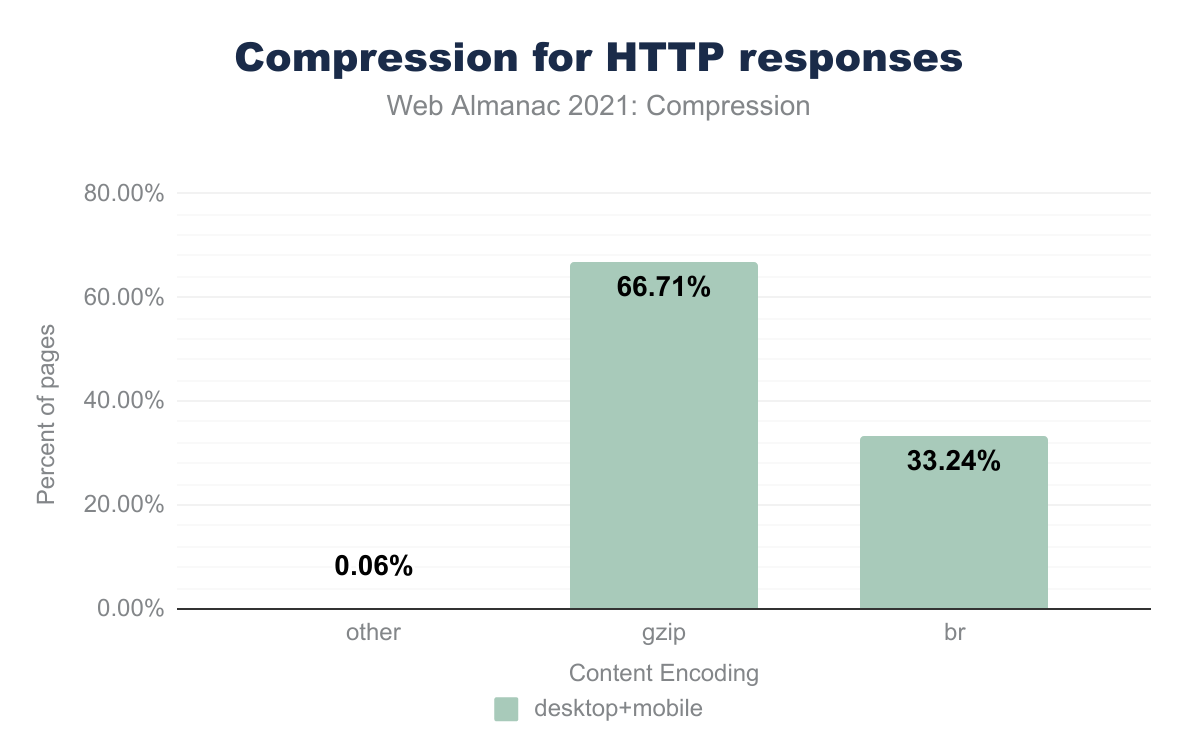 Compression for HTTP responses
Web Almanac 2021: Compression
Percent of pages
80.00%
60.00%
40.00%
20.00%
0.00%
0.06%
66.71%
33.24%
other
gzip
br
Content Encoding
desktop+mobile